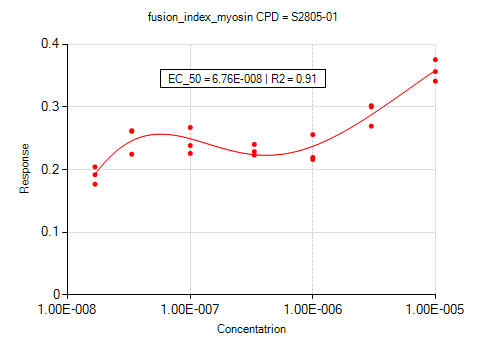 fusion_index_myosin CPD = S2805-01
0.4
EC_50 = 6.76E-008 | R2 = 0.91
0.3
Response
0.2
0.1
0
1.00E-008 1.00E-007 1.00E-006 1.00E-005
Concentatrion